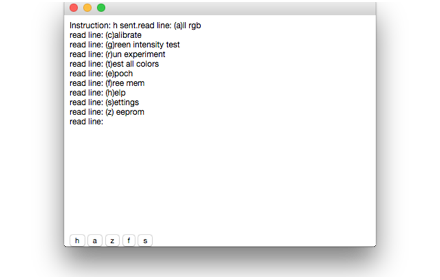 Instruction: h sent.read line: (a)ll rgb
read line: (c)alibrate
read line: (g)reen intensity test
read line: (r)un experiment
read line: (t)est all colors
read line: (e)poch
read line: (f)ree mem
read line: (h)elp
read line: (s)ettings
read line: (z) eeprom
read line:
h a z f s